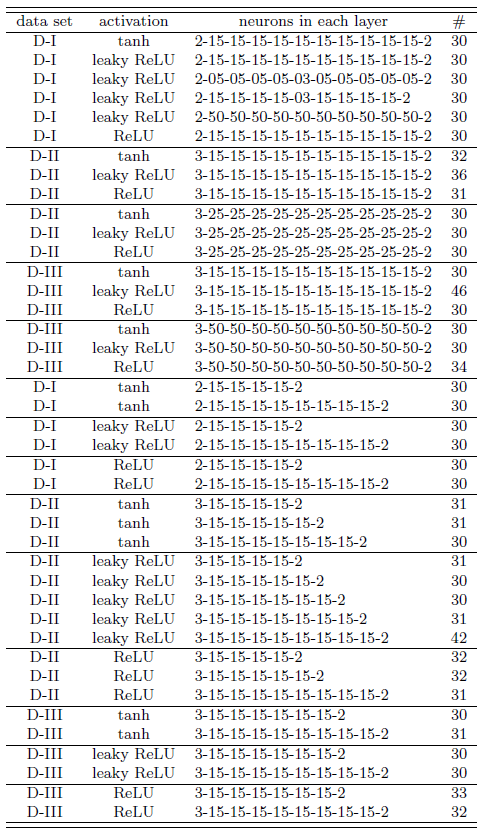 data set activation neurons in each layer #
D-I tanh 2-15-15-15-15-15-15-15-15-15-15-2 30
D-I leaky ReLU 2-15-15-15-15-15-15-15-15-15-15-2 30
D-I leaky ReLU 2-05-05-05-05-03-05-05-05-05-05-2 30
D-I leaky ReLU 2-15-15-15-15-03-15-15-15-15-2 30
D-I leaky ReLU 2-50-50-50-50-50-50-50-50-50-50-2 30
D-I ReLU 2-15-15-15-15-15-15-15-15-15-15-2 30
D-II tanh 3-15-15-15-15-15-15-15-15-15-15-2 32
D-II leaky ReLU 3-15-15-15-15-15-15-15-15-15-15-2 36
D-II ReLU 3-15-15-15-15-15-15-15-15-15-15-2 31
D-II tanh 3-25-25-25-25-25-25-25-25-25-25-2 30
D-II leaky ReLU 3-25-25-25-25-25-25-25-25-25-25-2 30
D-II ReLU 3-25-25-25-25-25-25-25-25-25-25-2 30
D-III tanh 3-15-15-15-15-15-15-15-15-15-15-2 30
D-III leaky ReLU 3-15-15-15-15-15-15-15-15-15-15-2 46
D-III ReLU 3-15-15-15-15-15-15-15-15-15-15-2 30
D-III tanh 3-50-50-50-50-50-50-50-50-50-50-2 30
D-III leaky ReLU 3-50-50-50-50-50-50-50-50-50-50-2 30
D-III ReLU 3-50-50-50-50-50-50-50-50-50-50-2 34
D-I tanh 2-15-15-15-15-2 30
D-I tanh 2-15-15-15-15-15-15-15-15-2 30
D-I leaky ReLU 2-15-15-15-15-2 30
D-I leaky ReLU 2-15-15-15-15-15-15-15-15-2 30
D-I ReLU 2-15-15-15-15-2 30
D-I ReLU 2-15-15-15-15-15-15-15-15-2 30
D-II tanh 3-15-15-15-15-2 31
D-II tanh 3-15-15-15-15-15-2 31
D-II tanh 3-15-15-15-15-15-15-15-2 30
D-II leaky ReLU 3-15-15-15-15-2 31
D-II leaky ReLU 3-15-15-15-15-15-2 30
D-II leaky ReLU 3-15-15-15-15-15-15-2 30
D-II leaky ReLU 3-15-15-15-15-15-15-15-2 31
D-II leaky ReLU 3-15-15-15-15-15-15-15-15-2 42
D-II ReLU 3-15-15-15-15-2 32
D-II ReLU 3-15-15-15-15-15-2 32
D-II ReLU 3-15-15-15-15-15-15-15-15-2 31
D-III tanh 3-15-15-15-15-15-15-2 30
D-III tanh 3-15-15-15-15-15-15-15-15-2 31
D-III leaky ReLU 3-15-15-15-15-15-15-2 30
D-III leaky ReLU 3-15-15-15-15-15-15-15-15-2 30
D-III ReLU 3-15-15-15-15-15-15-2 33
D-III ReLU 3-15-15-15-15-15-15-15-15-2 32